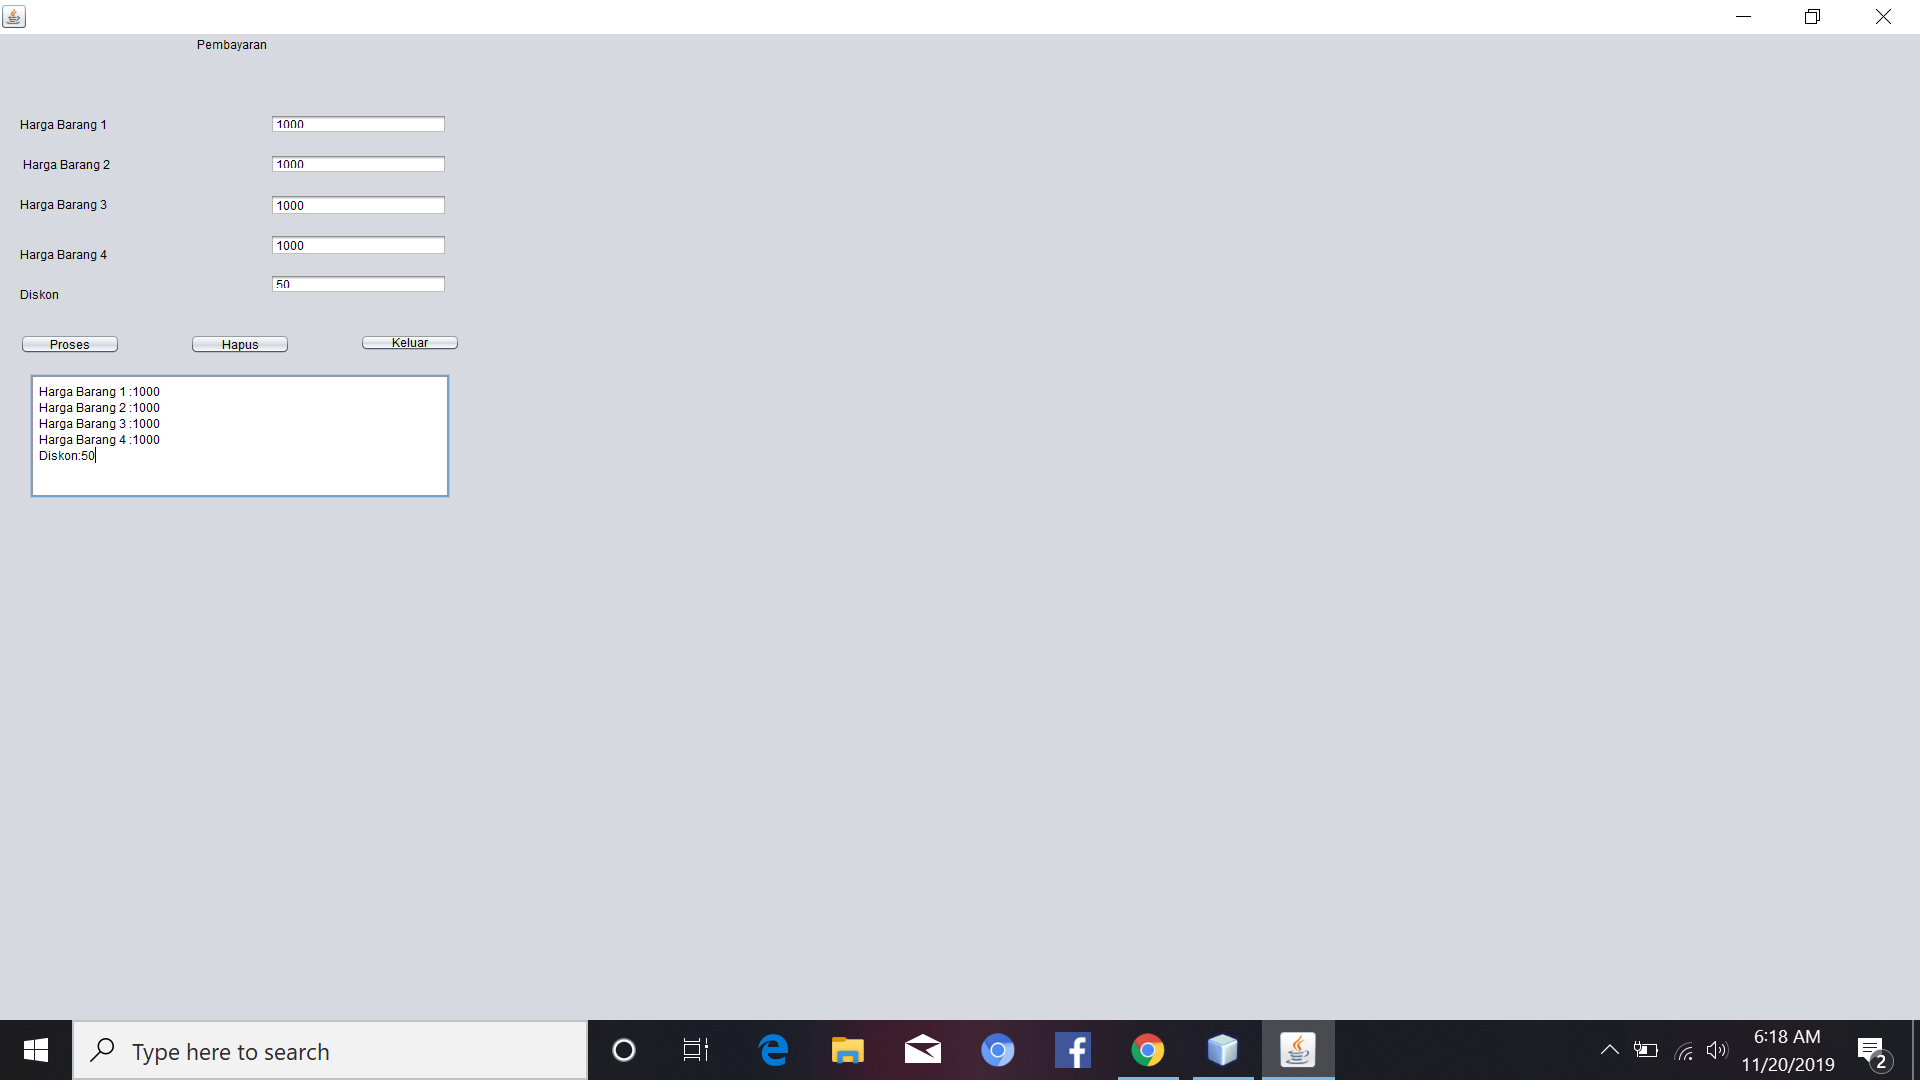 Pembayaran
Harga Barang 1 1000
Harga Barang 2 1000
Harga Barang 3 1000
Harga Barang 4 1000
Diskon 50
Proses Hapus Keluar
Harga Barang 1 :1000
Harga Barang 2 :1000
Harga Barang 3 :1000
Harga Barang 4 :1000
Diskon:50
Type here to search
6:18 AM
11/20/2019
2